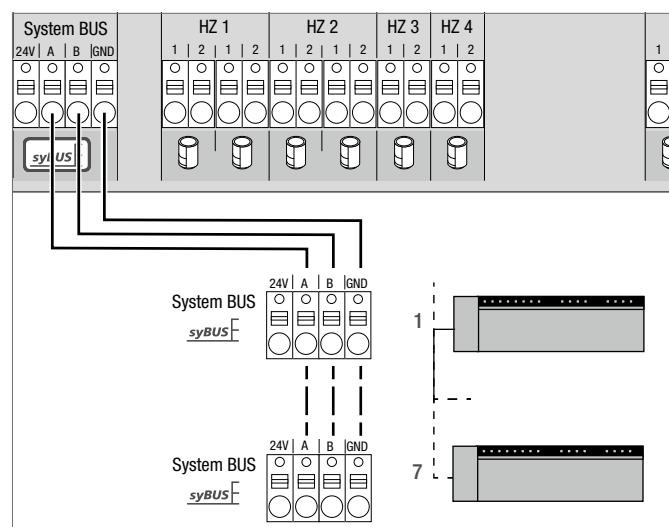 System BUS HZ 1 HZ 2 HZ 3 HZ 4
24V A B GND 1 2 1 2 1 2 1 2 1 2 1 2 1
syBUS
24V A B GND
System BUS
syBUS
1
24V A B GND
System BUS
syBUS
7